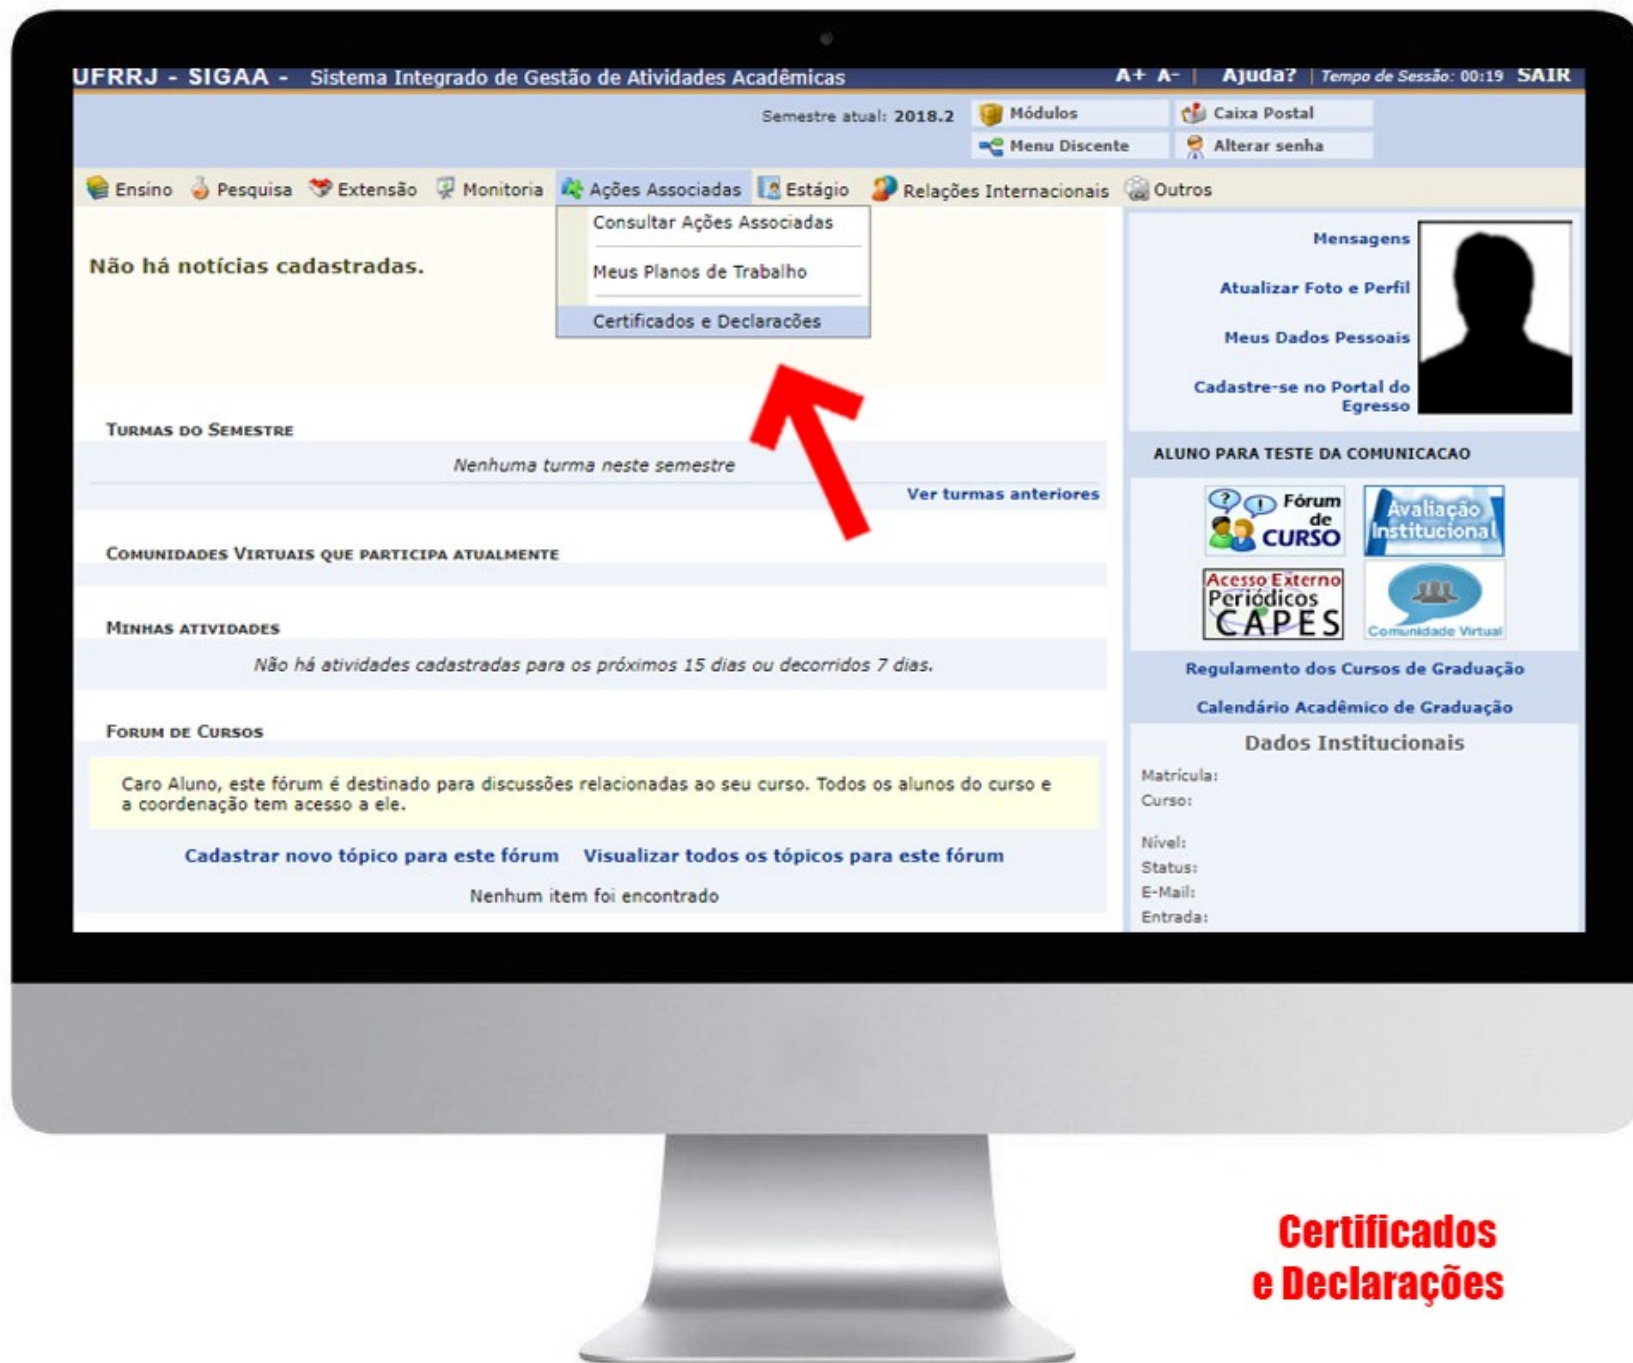 UFRRJ - SIGAA - Sistema Integrado de Gestão de Atividades Acadêmicas A+ A- | Ajuda? | Tempo de Sessão: 00:19 SAIR
Semestre atual: 2018.2 Módulos Caixa Postal
Menu Discente Alterar senha
Ensino Pesquisa Extensão Monitoria Ações Associadas Estágio Relações Internacionais Outros
Consultar Ações Associadas
Meus Planos de Trabalho
Certificados e Declaracões
Não há notícias cadastradas.
TURMAS DO SEMESTRE
Nenhuma turma neste semestre
Ver turmas anteriores
COMUNIDADES VIRTUAIS QUE PARTICIPA ATUALMENTE
MINHAS ATIVIDADES
Não há atividades cadastradas para os próximos 15 dias ou decorridos 7 dias.
FORUM DE CURSOS
Caro Aluno, este fórum é destinado para discussões relacionadas ao seu curso. Todos os alunos do curso e
a coordenação tem acesso a ele.
Cadastrar novo tópico para este fórum Visualizar todos os tópicos para este fórum
Nenhum item foi encontrado
Mensagens
Atualizar Foto e Perfil
Meus Dados Pessoais
Cadastre-se no Portal do
Egresso
ALUNO PARA TESTE DA COMUNICACAO
Fórum
de
CURSO
Avaliação
Institucional
Acesso Externo
Periódicos
CAPES
Comunidade Virtual
Regulamento dos Cursos de Graduação
Calendário Acadêmico de Graduação
Dados Institucionais
Matrícula:
Curso:
Nível:
Status:
E-Mail:
Entrada:
Certificados
e Declarações